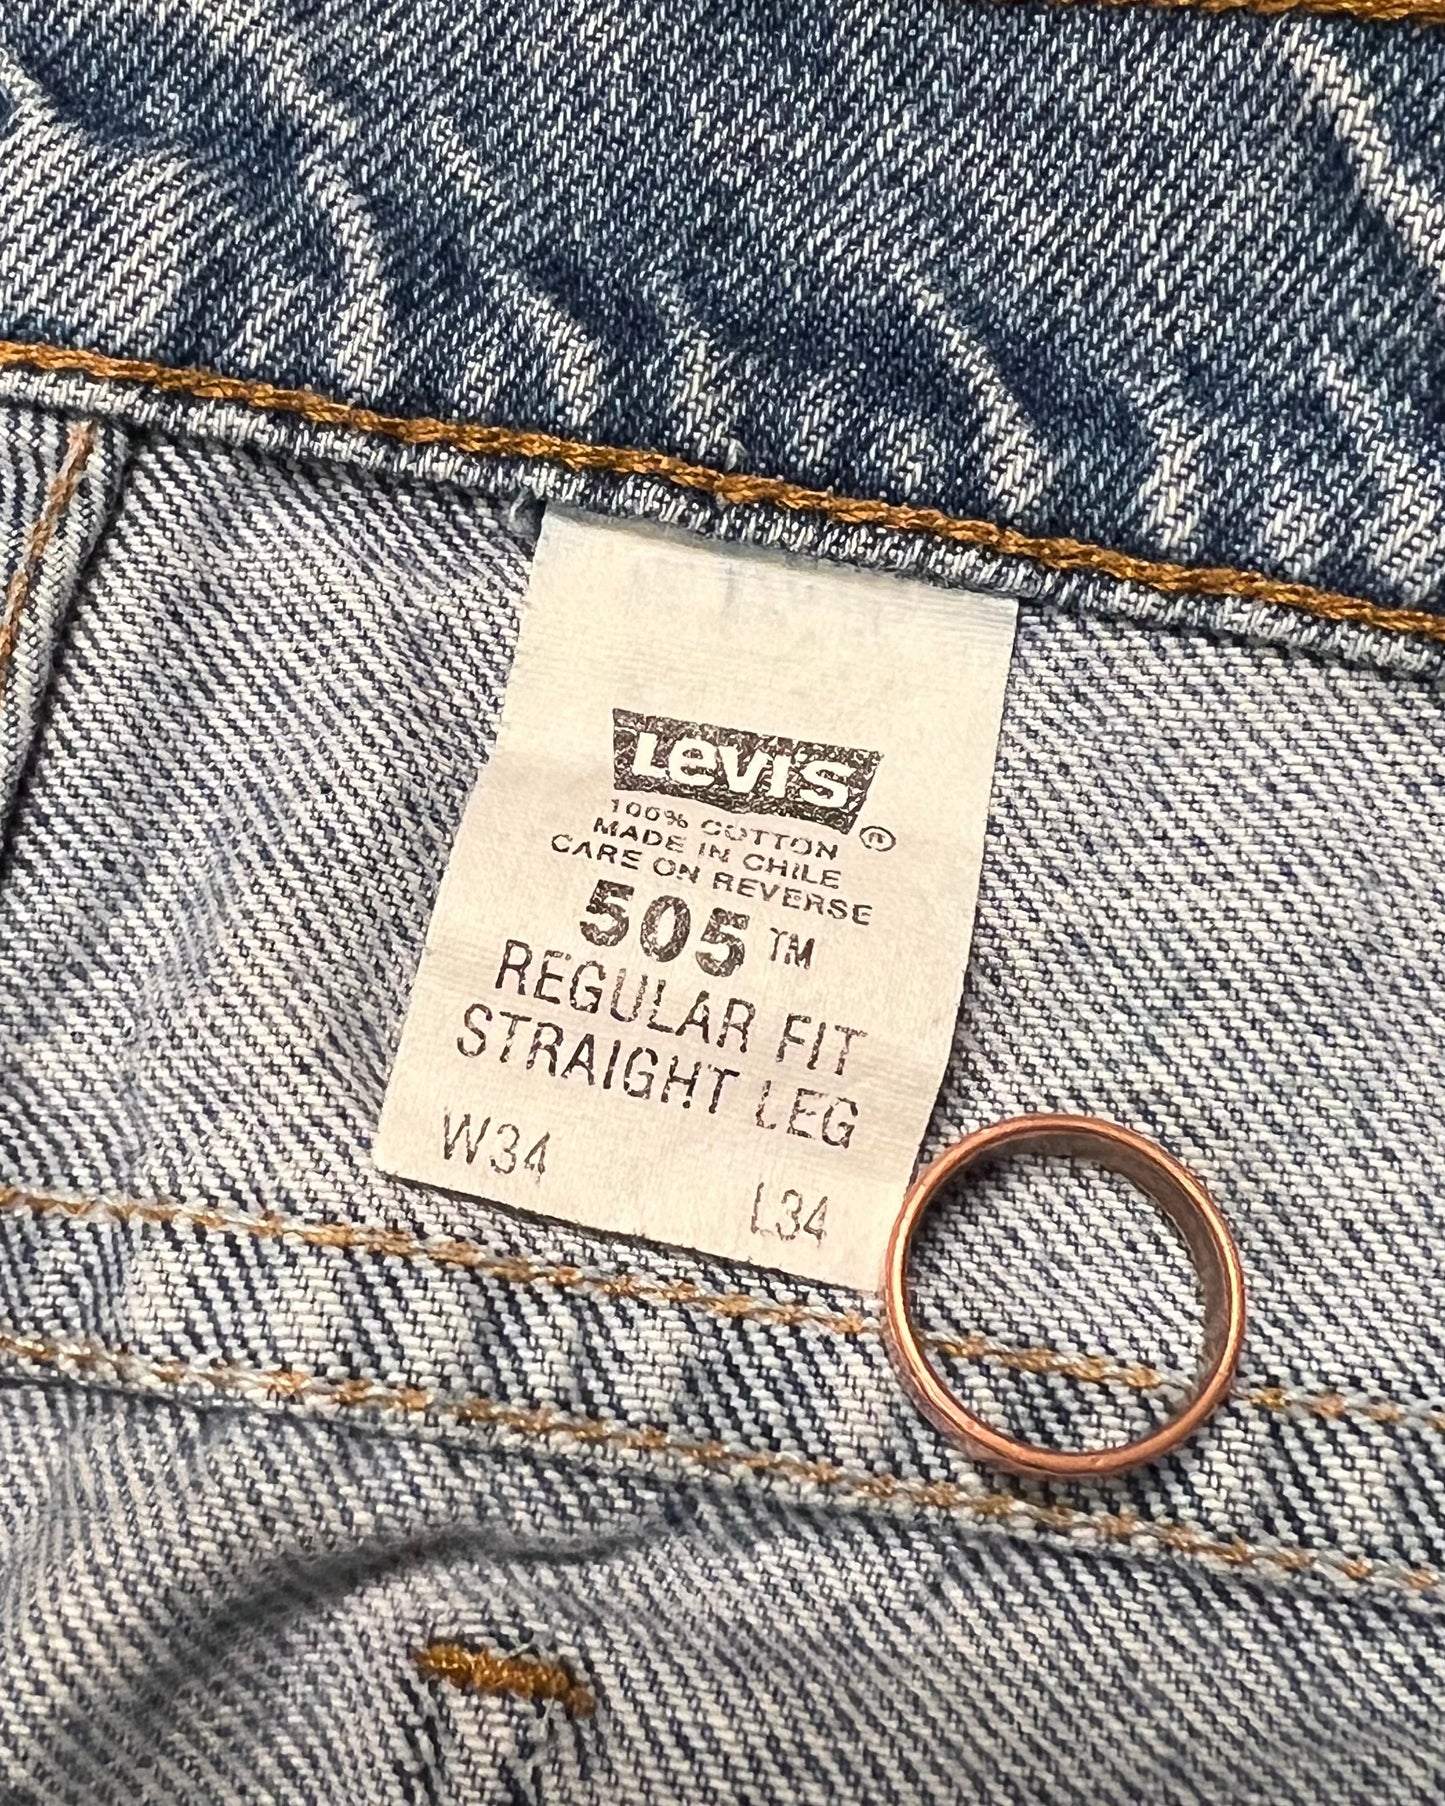 Levi's ®
100% COTTON
MADE IN CHILE
CARE ON REVERSE
505™
REGULAR FIT
STRAIGHT LEG
W34 L34